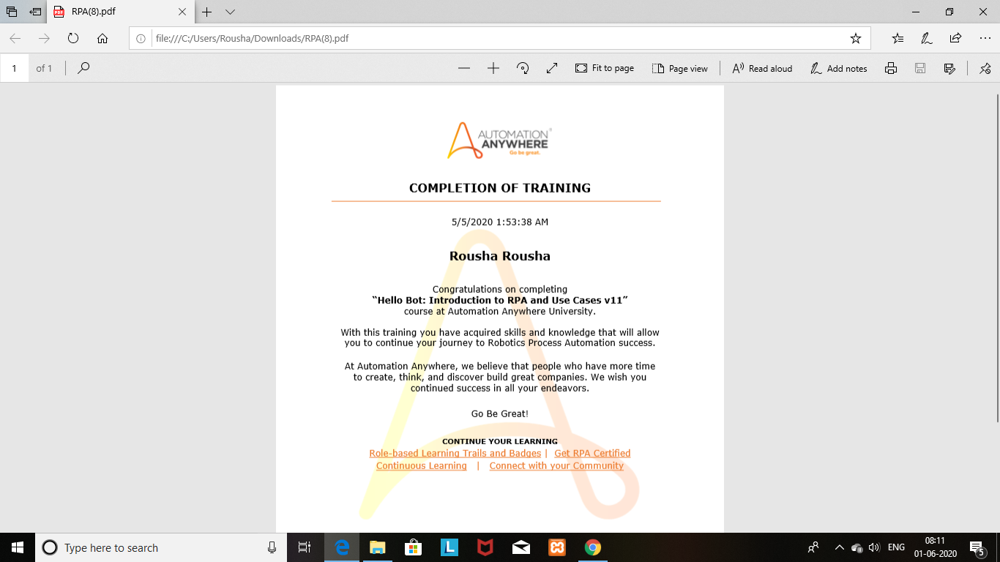 RPA(8).pdf
file:///C:/Users/Rousha/Downloads/RPA(8).pdf
1 of 1 Fit to page Page view Read aloud Add notes
AUTOMATION®
ANYWHERE
Go be great.
COMPLETION OF TRAINING
5/5/2020 1:53:38 AM
Rousha Rousha
Congratulations on completing
“Hello Bot: Introduction to RPA and Use Cases v11”
course at Automation Anywhere University.
With this training you have acquired skills and knowledge that will allow
you to continue your journey to Robotics Process Automation success.
At Automation Anywhere, we believe that people who have more time
to create, think, and discover build great companies. We wish you
continued success in all your endeavors.
Go Be Great!
CONTINUE YOUR LEARNING
Role-based Learning Trails and Badges | Get RPA Certified
Continuous Learning | Connect with your Community
Type here to search L ENG 08:11
01-06-2020 5